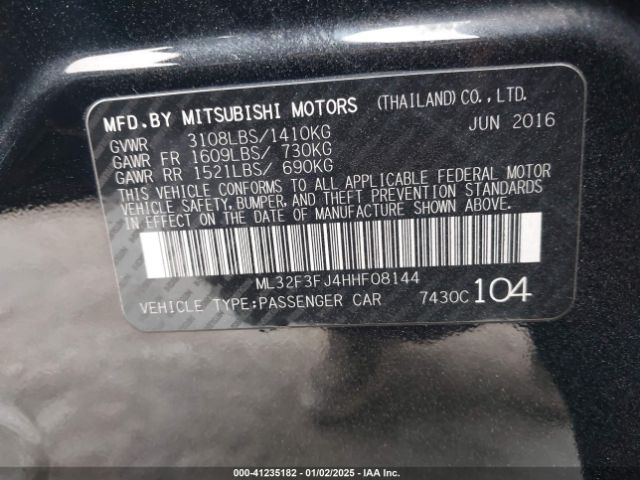 MFD.BY MITSUBISHI MOTORS (THAILAND)CO.,LTD.
GVWR 3108LBS/1410KG JUN 2016
GAWR FR 1609LBS/ 730KG
GAWR RR 1521LBS/ 690KG
THIS VEHICLE CONFORMS TO ALL APPLICABLE FEDERAL MOTOR
VEHICLE SAFETY, BUMPER, AND THEFT PREVENTION STANDARDS
IN EFFECT ON THE DATE OF MANUFACTURE SHOWN ABOVE.
ML32F3FJ4HHF08144
VEHICLE TYPE:PASSENGER CAR 7430C 104
000-41235182 - 01/02/2025 - IAA Inc.